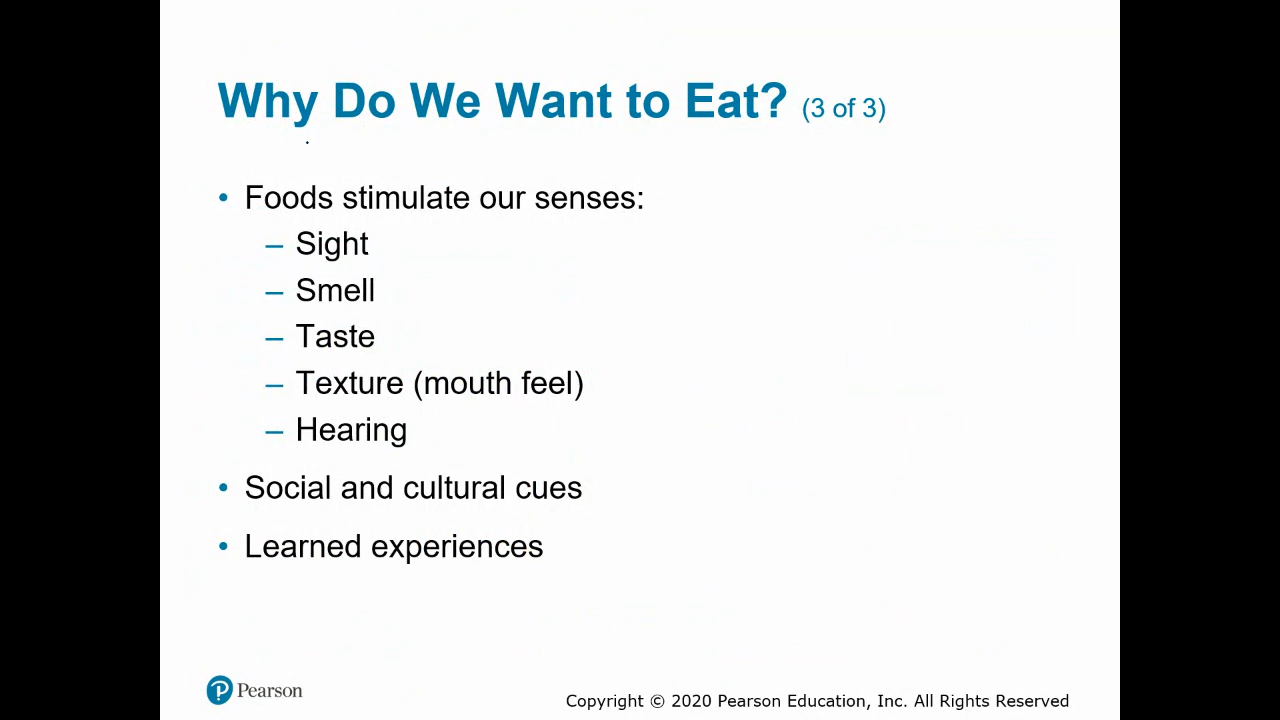 Why Do We Want to Eat? (3 of 3)
• Foods stimulate our senses:
– Sight
– Smell
– Taste
– Texture (mouth feel)
– Hearing
• Social and cultural cues
• Learned experiences
P Pearson
Copyright © 2020 Pearson Education, Inc. All Rights Reserved